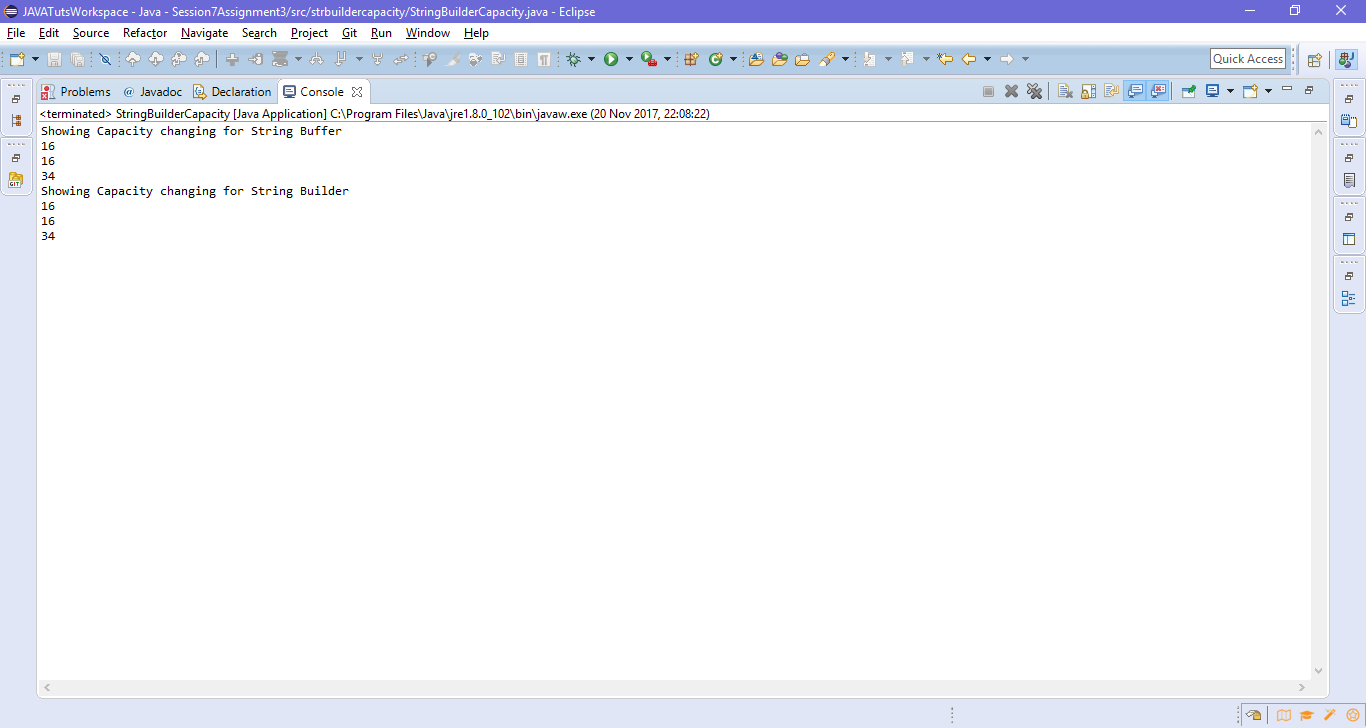 JAVATutsWorkspace - Java - Session7Assignment3/src/strbuildercapacity/StringBuilderCapacity.java - Eclipse
File Edit Source Refactor Navigate Search Project Git Run Window Help
Quick Access
Problems @ Javadoc Declaration Console
<terminated> StringBuilderCapacity [Java Application] C:\Program Files\Java\jre1.8.0_102\bin\javaw.exe (20 Nov 2017, 22:08:22)
Showing Capacity changing for String Buffer
16
16
34
Showing Capacity changing for String Builder
16
16
34
GIT